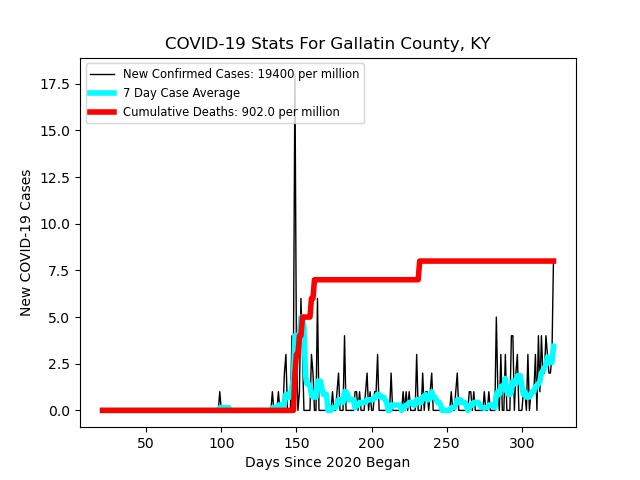 COVID-19 Stats For Gallatin County, KY
New Confirmed Cases: 19400 per million
7 Day Case Average
Cumulative Deaths: 902.0 per million
17.5
15.0
12.5
10.0
7.5
5.0
2.5
0.0
New COVID-19 Cases
50 100 150 200 250 300
Days Since 2020 Began